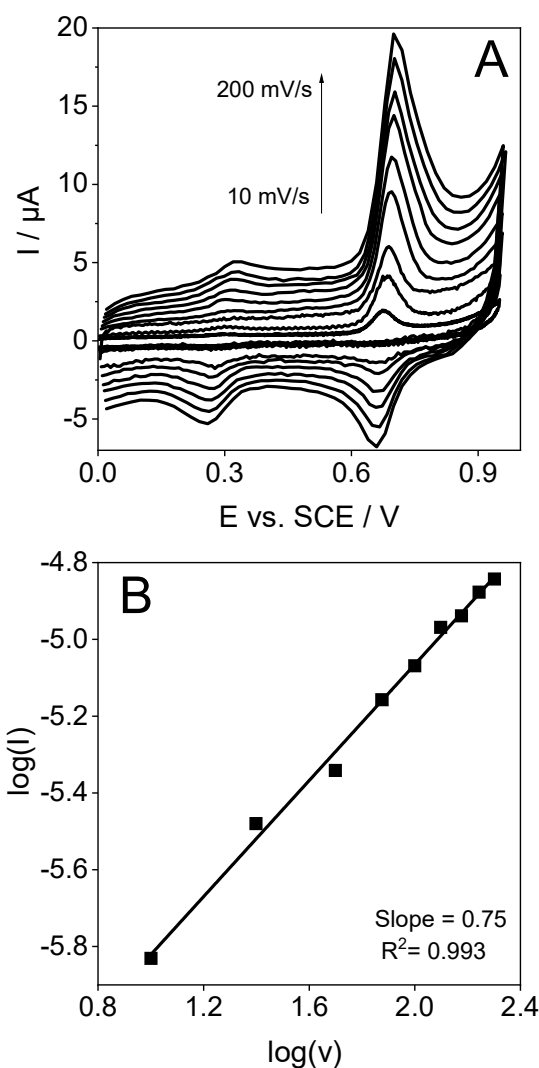 A
20
15
10
5
0
-5
I / µA
200 mV/s
10 mV/s
0.0 0.3 0.6 0.9
E vs. SCE / V
B
-4.8
-5.0
-5.2
-5.4
-5.6
-5.8
log(I)
Slope = 0.75
R²= 0.993
0.8 1.2 1.6 2.0 2.4
log(v)